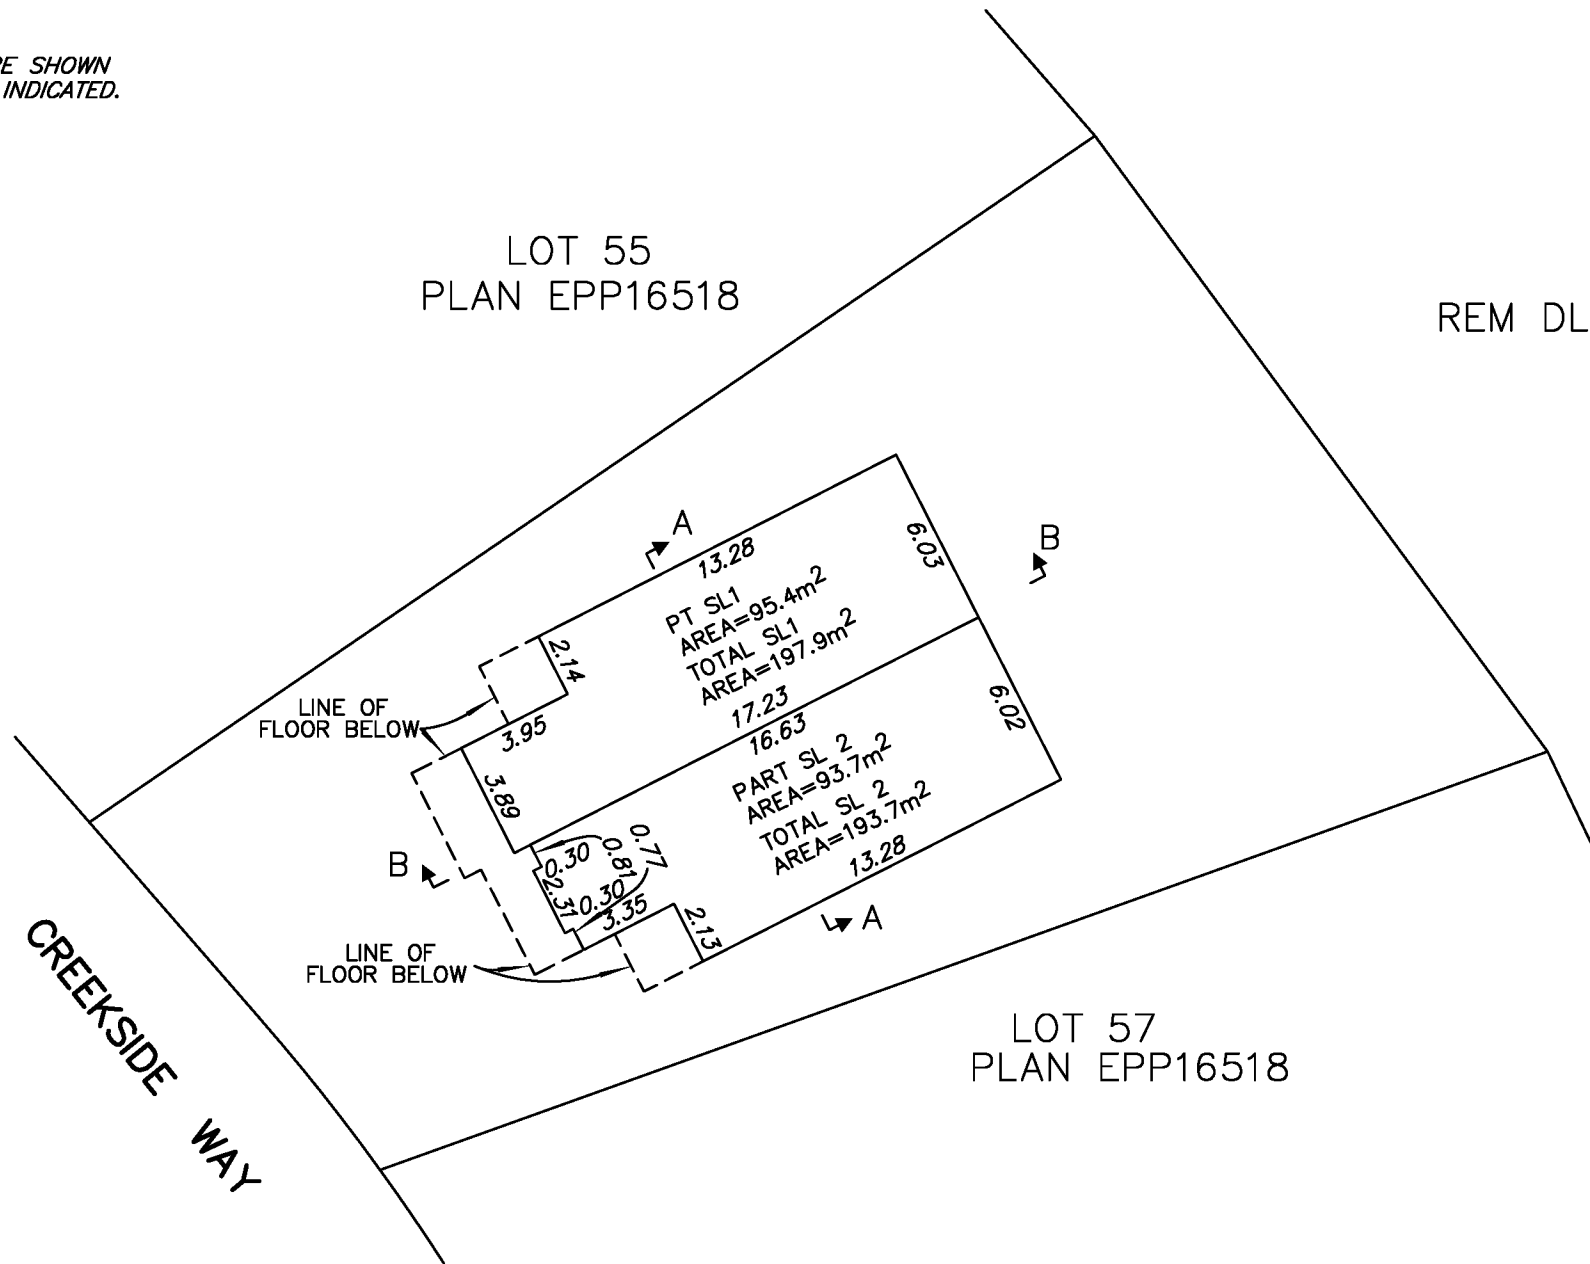 RE SHOWN
INDICATED.
LOT 55
PLAN EPP16518
REM DL
A
13.28
6.03
B
PT SL1
AREA=95.4m²
TOTAL SL1
AREA=197.9m²
2.14
LINE OF
FLOOR BELOW
3.95
17.23
16.63
6.02
3.89
PART SL 2
AREA=93.7m²
TOTAL SL 2
AREA=193.7m²
13.28
B
0.30
0.81
0.77
2.31
0.30
3.35
2.13
A
LINE OF
FLOOR BELOW
CREEKSIDE WAY
LOT 57
PLAN EPP16518